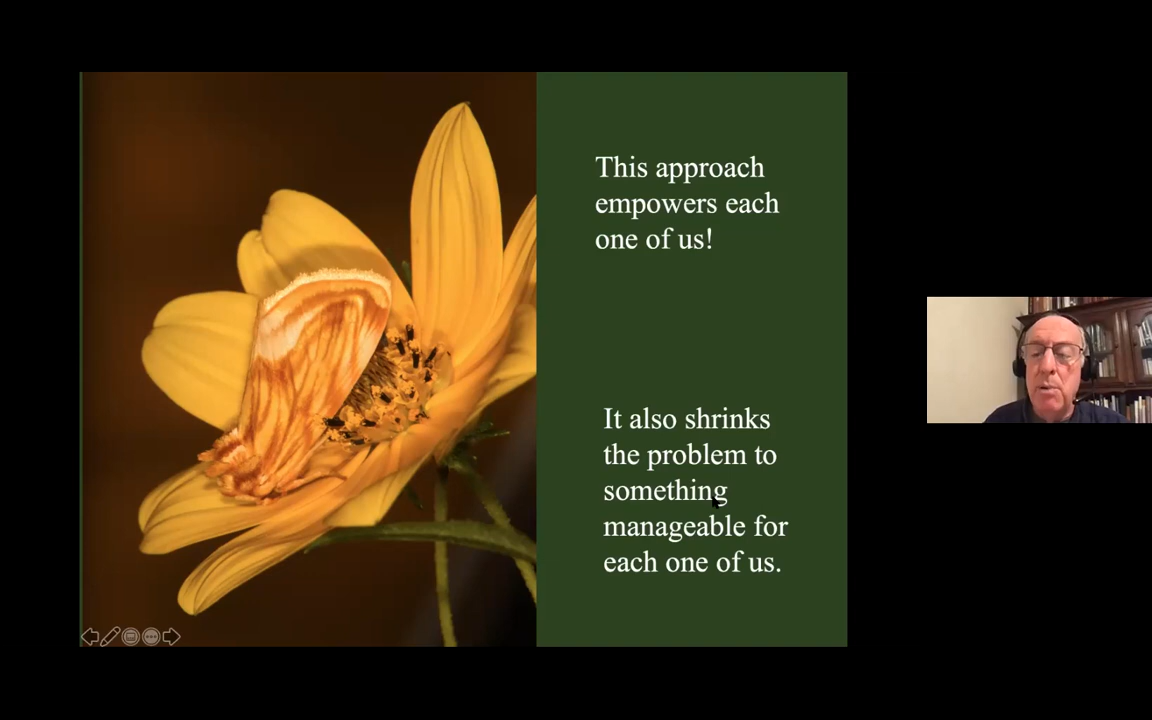 This approach
empowers each
one of us!
It also shrinks
the problem to
something
manageable for
each one of us.